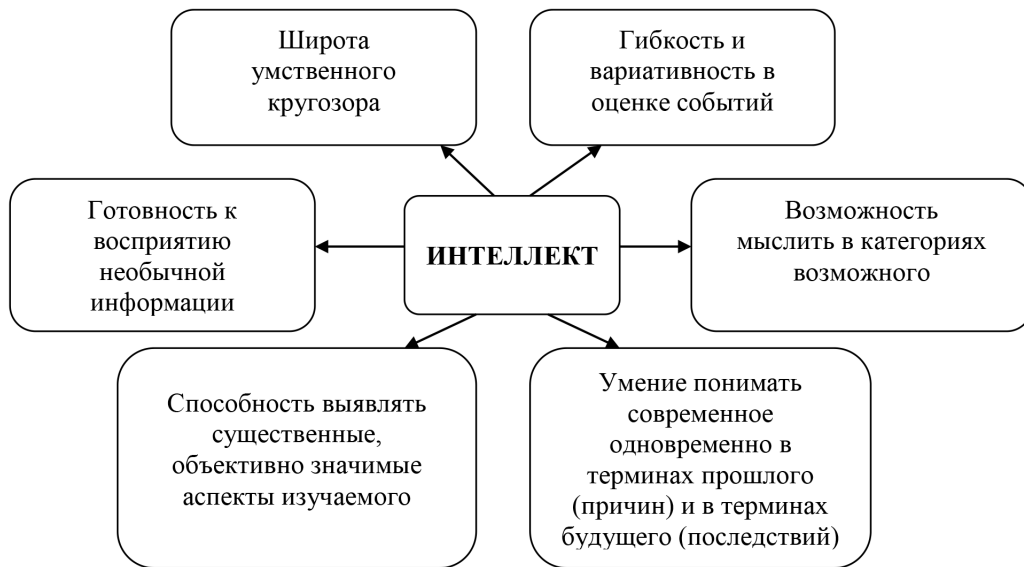 Широта
умственного
кругозора
Гибкость и
вариативность в
оценке событий
Готовность к
восприятию
необычной
информации
ИНТЕЛЛЕКТ
Возможность
мыслить в категориях
возможного
Способность выявлять
существенные,
объективно значимые
аспекты изучаемого
Умение понимать
современное
одновременно в
терминах прошлого
(причин) и в терминах
будущего (последствий)